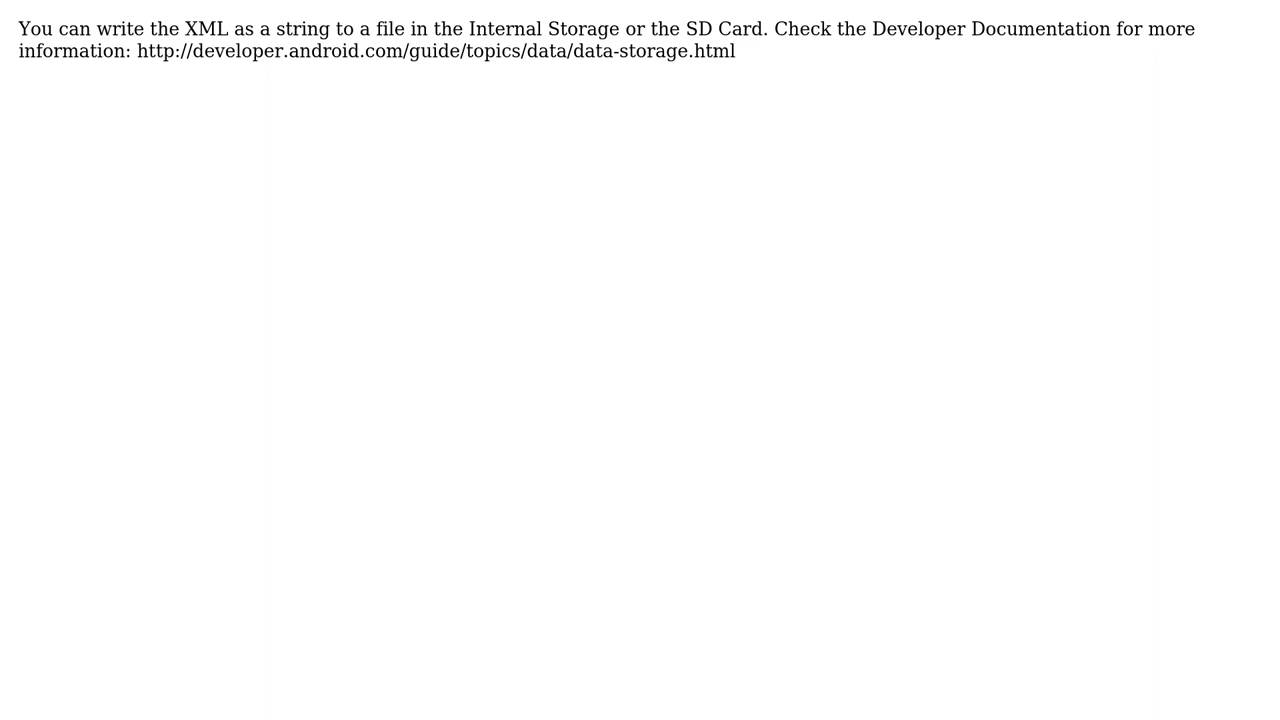 You can write the XML as a string to a file in the Internal Storage or the SD Card. Check the Developer Documentation for more
information: http://developer.android.com/guide/topics/data/data-storage.html